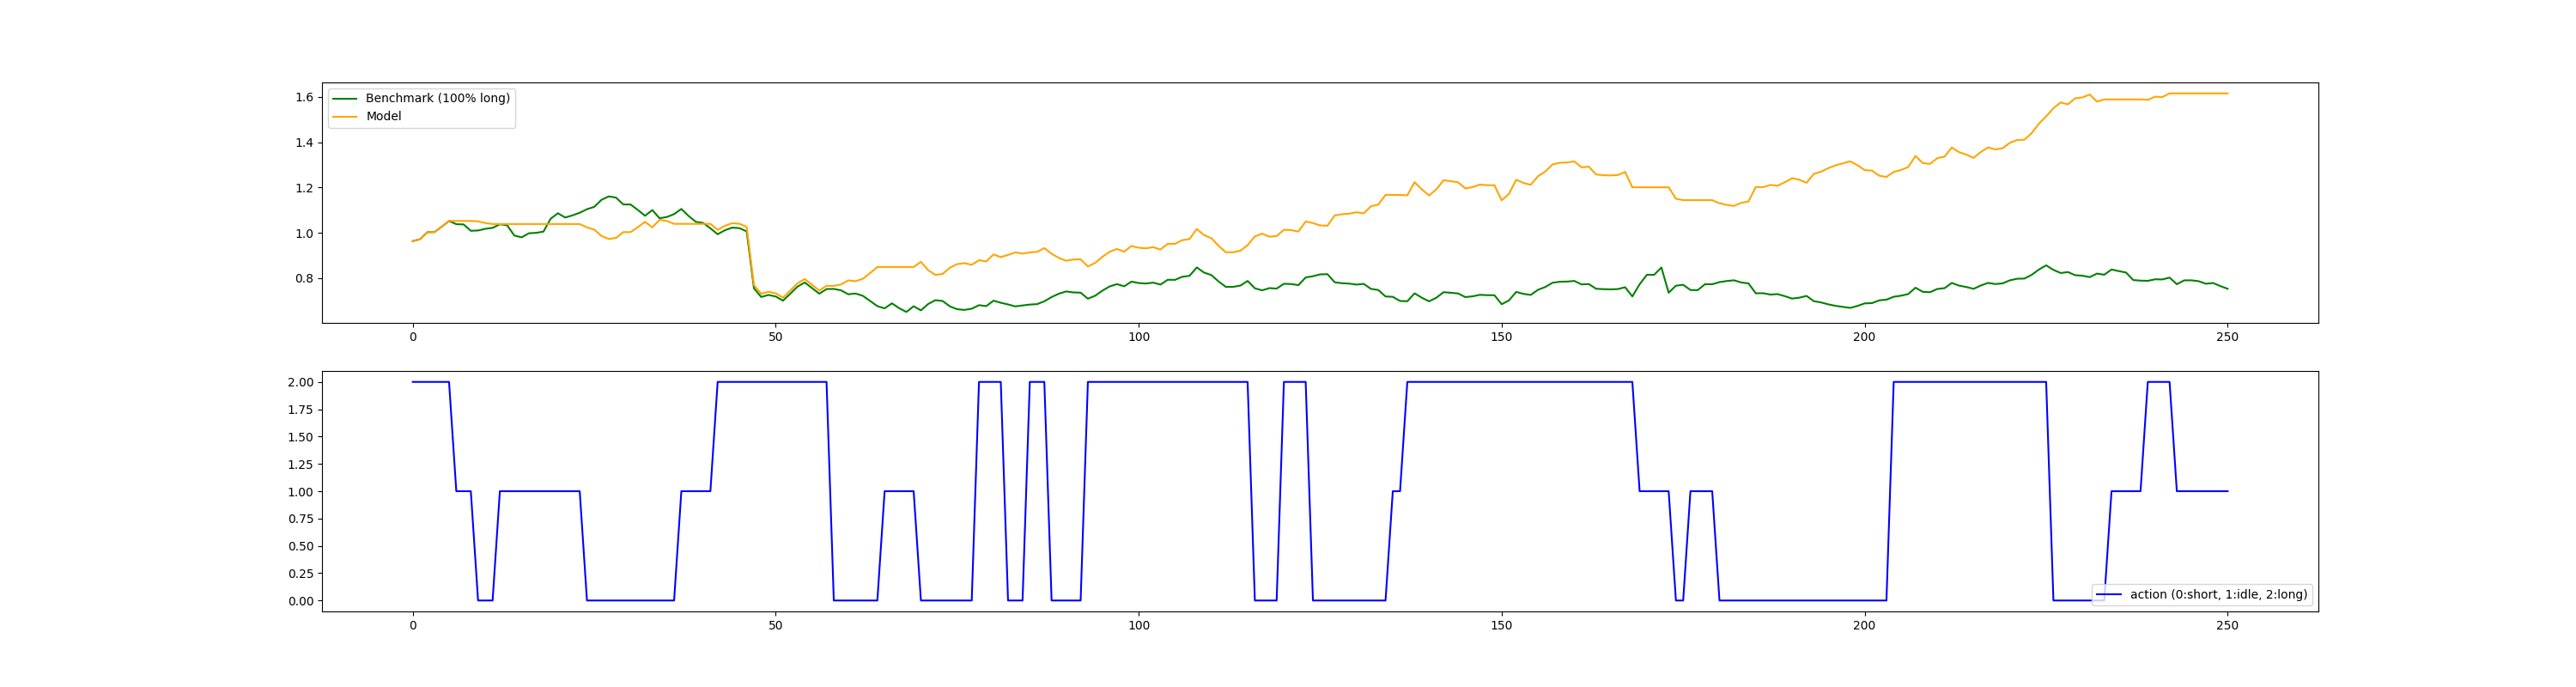 1.6
1.4
1.2
1.0
0.8
Benchmark (100% long)
Model
0 50 100 150 200 250
2.00
1.75
1.50
1.25
1.00
0.75
0.50
0.25
0.00
action (0:short, 1:idle, 2:long)
0 50 100 150 200 250